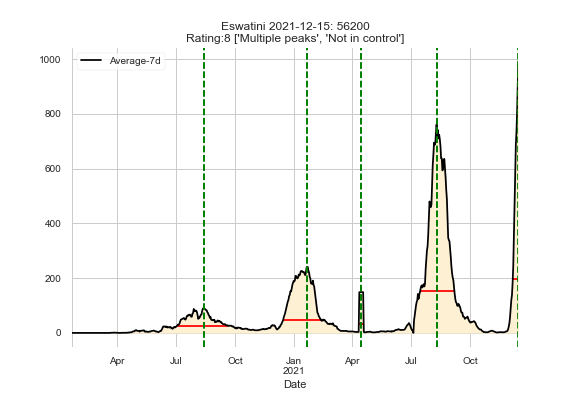 Eswatini 2021-12-15: 56200
Rating:8 ['Multiple peaks', 'Not in control']
Average-7d
1000
800
600
400
200
0
Apr Jul Oct Jan Apr Jul Oct
2021
Date